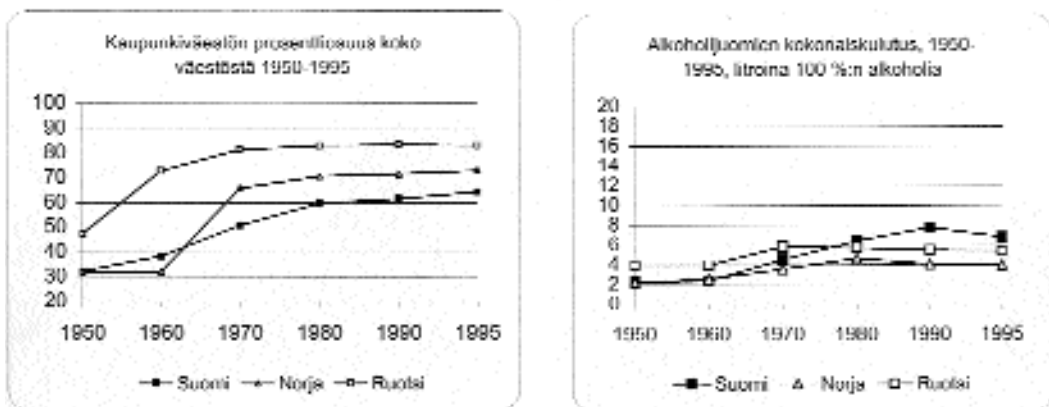 Kaupunkiväestön prosenttiosuus koko
väestöstä 1950-1995
100
90
80
70
60
50
40
30
20
1950 1960 1970 1980 1990 1995
Suomi Norja Ruotsi
Alkoholijuomien kokonaiskulutus, 1950-
1995, litroina 100 %:n alkoholia
20
18
16
14
12
10
8
6
4
2
0
1950 1960 1970 1980 1990 1995
Suomi Norja Ruotsi